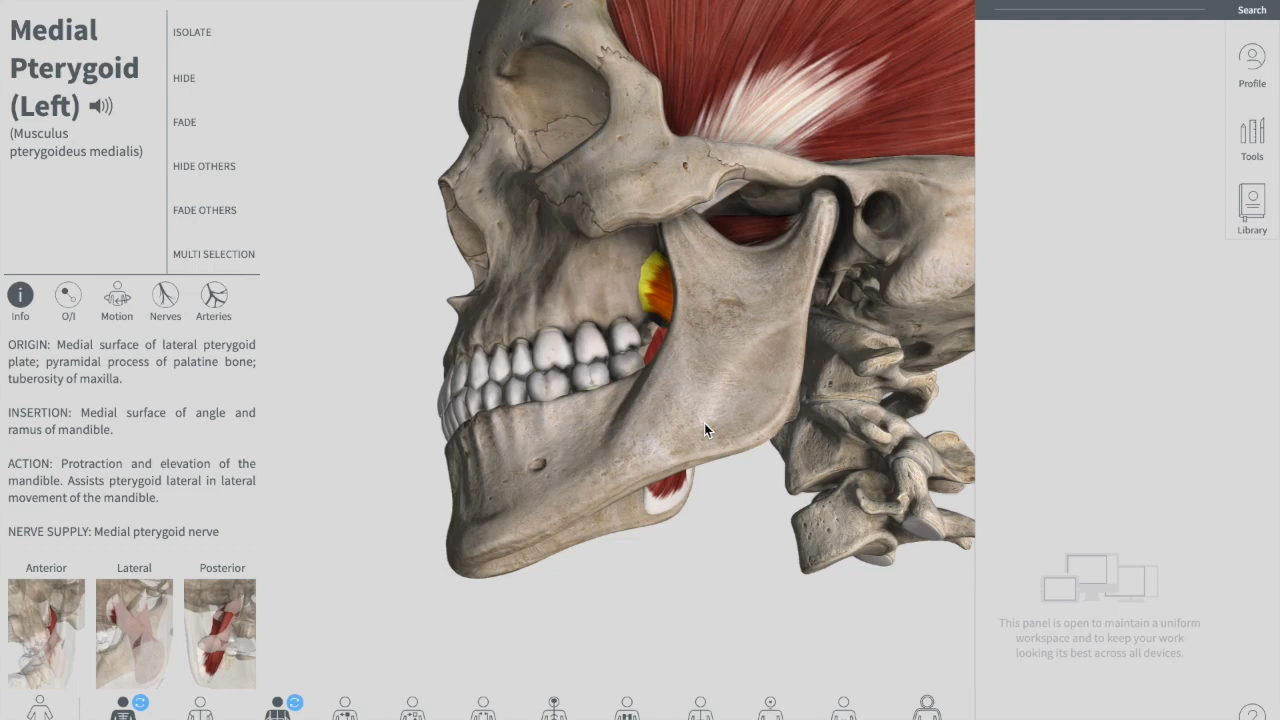 Medial
Pterygoid
(Left)
(Musculus
pterygoideus medialis)
ISOLATE
HIDE
FADE
HIDE OTHERS
FADE OTHERS
MULTI SELECTION
Info
O/I
Motion
Nerves
Arteries
ORIGIN: Medial surface of lateral pterygoid
plate; pyramidal process of palatine bone;
tuberosity of maxilla.
INSERTION: Medial surface of angle and
ramus of mandible.
ACTION: Protraction and elevation of the
mandible. Assists pterygoid lateral in lateral
movement of the mandible.
NERVE SUPPLY: Medial pterygoid nerve
Anterior
Lateral
Posterior
Search
Profile
Tools
Library
This panel is open to maintain a uniform
workspace and to keep your work
looking its best across all devices.